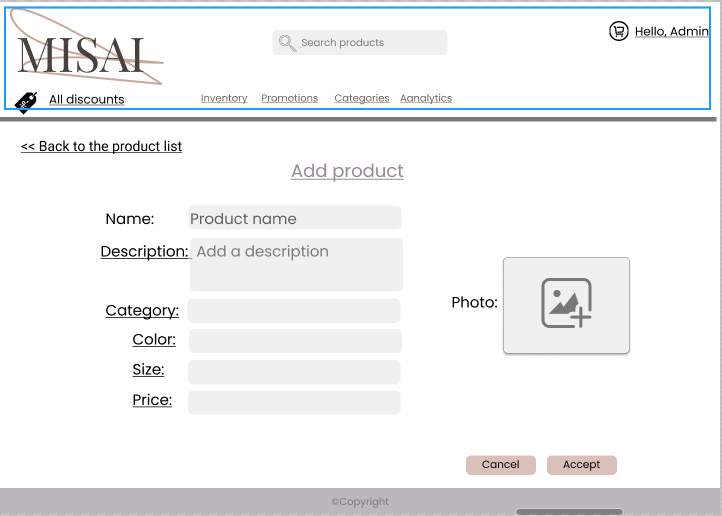 MISAI
Search products
Hello, Admin
All discounts
Inventory Promotions Categories Aanalytics
<< Back to the product list
Add product
Name: Product name
Description: Add a description
Category:
Photo:
Color:
Size:
Price:
Cancel Accept
©Copyright